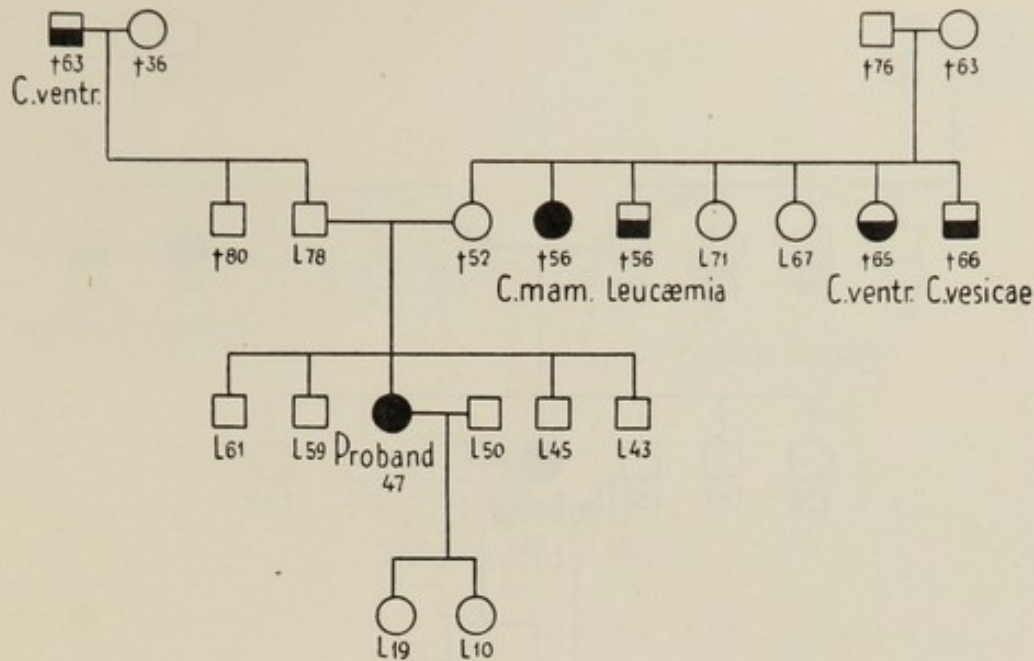 †63 †36 †76 †63
C.ventr.
†80 L78 †52 †56 †56 L71 L67 †65 †66
C.mam. Leucæmia C.ventr. C.vesicae
L61 L59 Proband L50 L45 L43
47
L19 L10